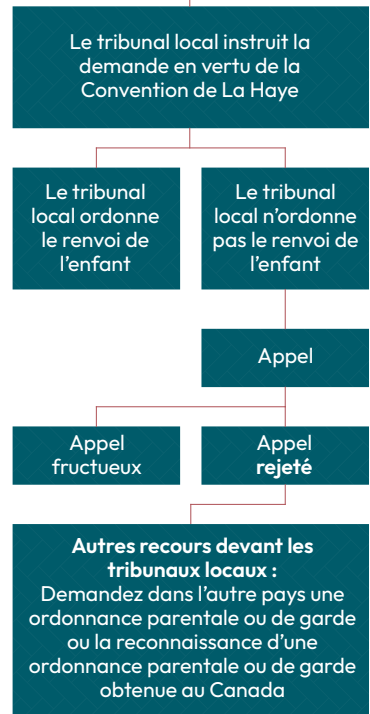 Le tribunal local instruit la
demande en vertu de la
Convention de La Haye
Le tribunal
local ordonne
le renvoi de
l’enfant
Le tribunal
local n’ordonne
pas le renvoi de
l’enfant
Appel
Appel
fructueux
Appel
rejeté
Autres recours devant les
tribunaux locaux :
Demandez dans l’autre pays une
ordonnance parentale ou de garde
ou la reconnaissance d’une
ordonnance parentale ou de garde
obtenue au Canada